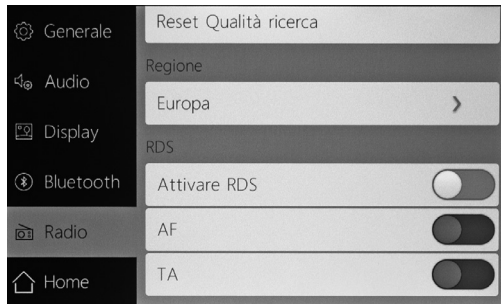 Generale
Audio
Display
Bluetooth
Radio
Home
Reset Qualità ricerca
Regione
Europa
RDS
Attivare RDS
AF
TA